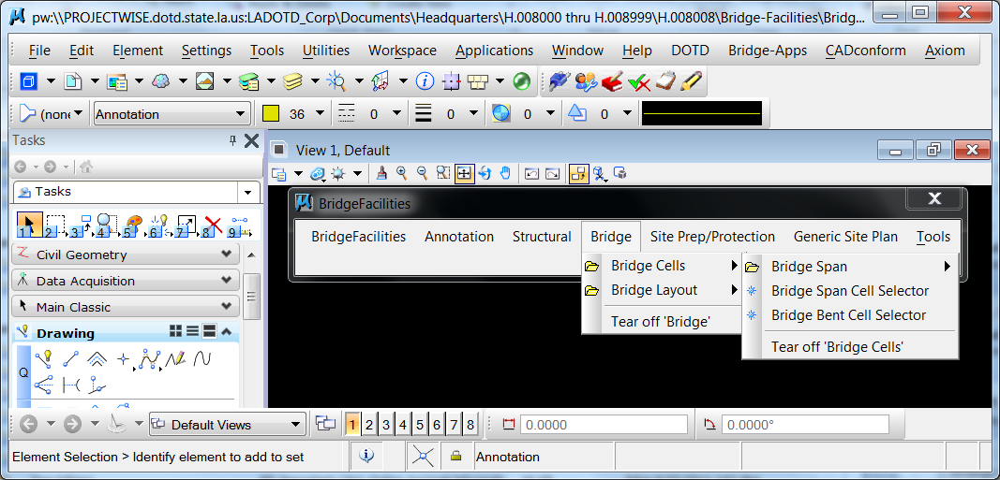 pw:\\PROJECTWISE.dotd.state.la.us:LADOTD_Corp\Documents\Headquarters\H.008000 thru H.008999\H.008008\Bridge-Facilities\Bridg...
File Edit Element Settings Tools Utilities Workspace Applications Window Help DOTD Bridge-Apps CADconform Axiom
(none Annotation 36 0 0 0 0
Tasks
View 1, Default
Tasks
BridgeFacilities
1 2 3 4 5 6 7 8 9
BridgeFacilities Annotation Structural Bridge Site Prep/Protection Generic Site Plan Tools
Civil Geometry
Bridge Cells
Bridge Span
Data Acquisition
Bridge Layout
Bridge Span Cell Selector
Main Classic
Tear off 'Bridge'
Bridge Bent Cell Selector
Drawing
Tear off 'Bridge Cells'
Q
Default Views 1 2 3 4 5 6 7 8 0.0000 0.0000°
Element Selection > Identify element to add to set Annotation